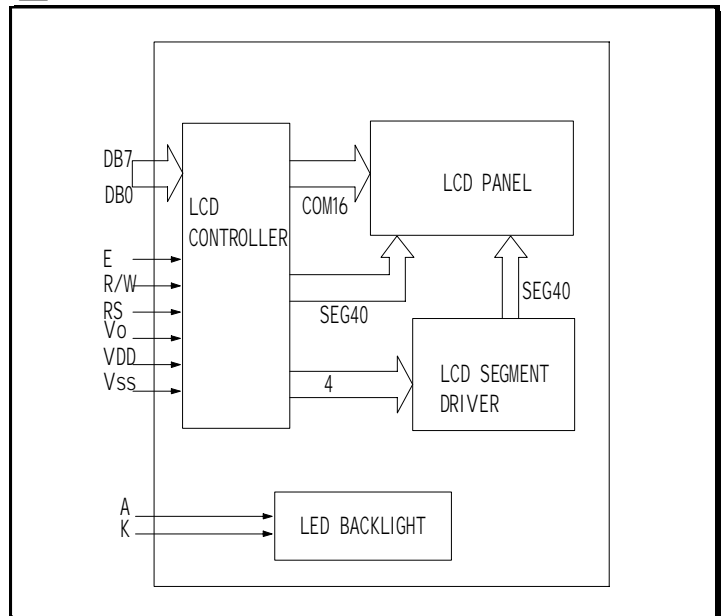 DB7
DB0
E
R/W
RS
Vo
VDD
Vss
LCD
CONTROLLER
COM16
LCD PANEL
SEG40
SEG40
4
LCD SEGMENT
DRIVER
A
K
LED BACKLIGHT